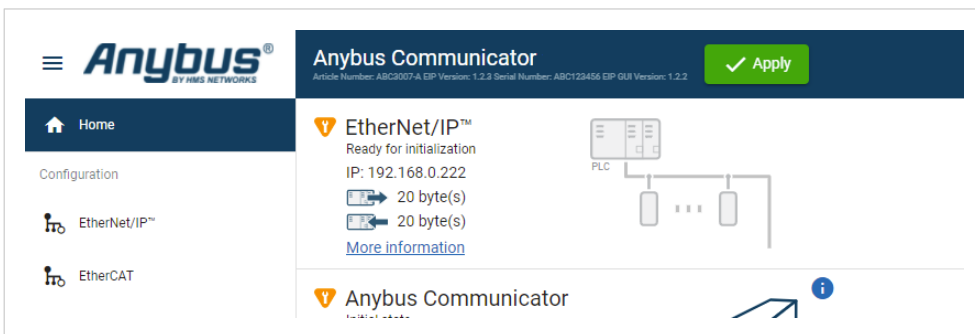 Anybus®
BY HMS NETWORKS
Anybus Communicator
Article Number: ABC3007-A EIP Version: 1.2.3 Serial Number: ABC123456 EIP GUI Version: 1.2.2
Apply
Home
Configuration
EtherNet/IP™
EtherCAT
EtherNet/IP™
Ready for initialization
IP: 192.168.0.222
20 byte(s)
20 byte(s)
More information
PLC
Anybus Communicator